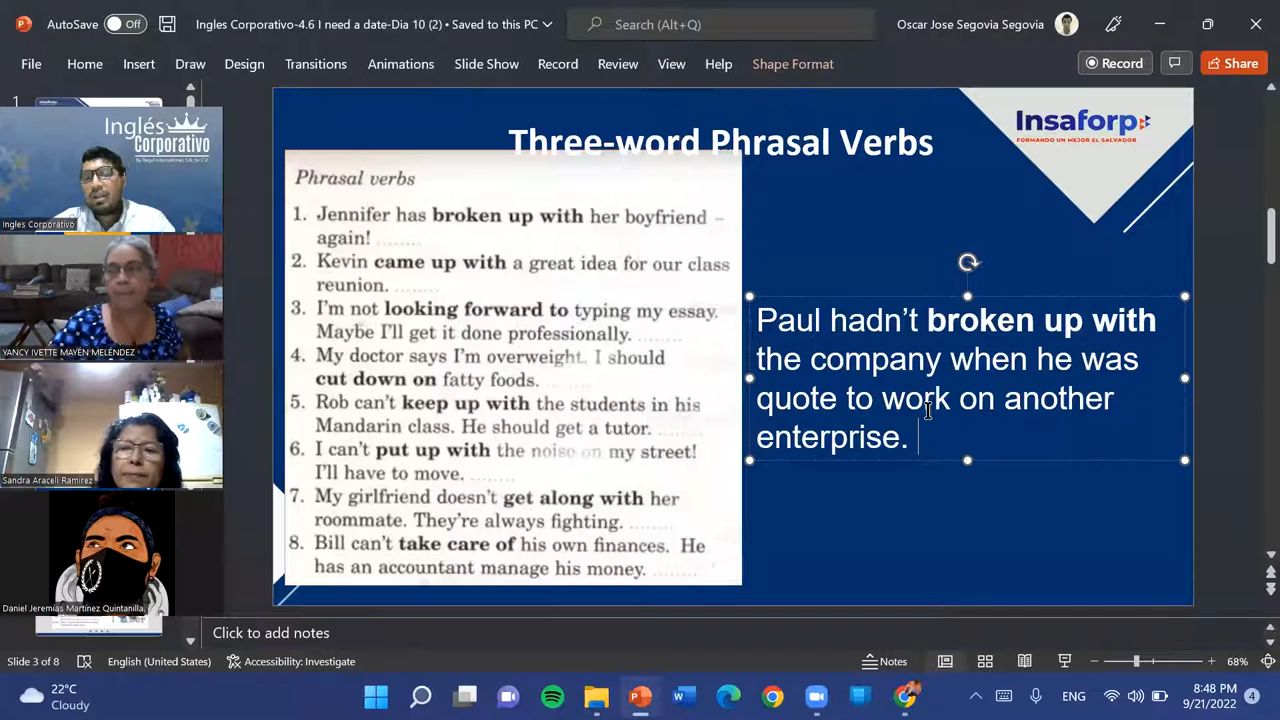 AutoSave Off Ingles Corporativo-4.6 I need a date-Dia 10 (2) • Saved to this PC Search (Alt+Q) Oscar Jose Segovia Segovia
File Home Insert Draw Design Transitions Animations Slide Show Record Review View Help Shape Format Record Share
1
Inglés
Corporativo
by Regal International, S.A. de C.V.
Ingles Corporativo
YANCY IVETTE MAYÉN MELÉNDEZ
Sandra Araceli Ramirez
Daniel Jeremías Martínez Quintanilla
Three-word Phrasal Verbs
Insaforp
FORMANDO UN MEJOR EL SALVADOR
Phrasal verbs
1. Jennifer has broken up with her boyfriend –
again! ........
2. Kevin came up with a great idea for our class
reunion. ........
3. I'm not looking forward to typing my essay.
Maybe I'll get it done professionally. ........
4. My doctor says I'm overweight. I should
cut down on fatty foods. ........
5. Rob can't keep up with the students in his
Mandarin class. He should get a tutor. ........
6. I can't put up with the noise on my street!
I'll have to move. ........
7. My girlfriend doesn't get along with her
roommate. They're always fighting. ........
8. Bill can't take care of his own finances. He
has an accountant manage his money. ........
Paul hadn't broken up with
the company when he was
quote to work on another
enterprise.
Click to add notes
Slide 3 of 8 English (United States) Accessibility: Investigate Notes 68%
22°C
Cloudy
ENG
8:48 PM
9/21/2022
4